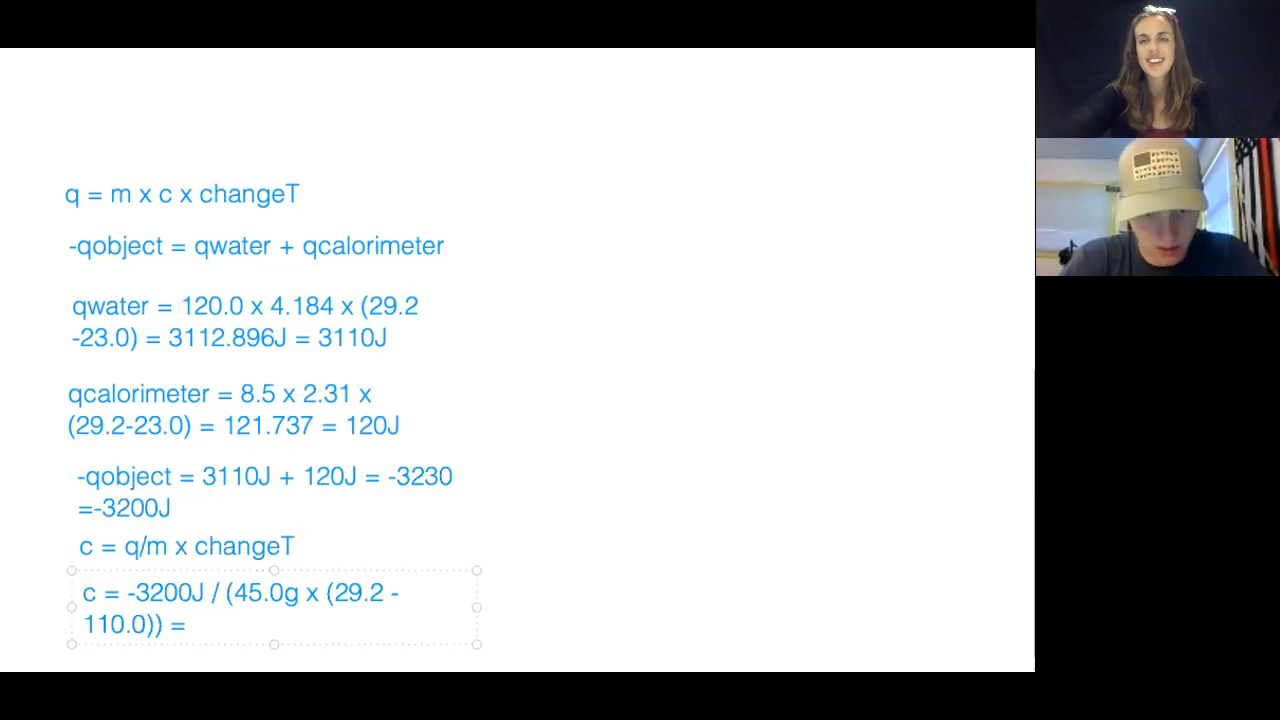 q = m x c x changeT
-qobject = qwater + qcalorimeter
qwater = 120.0 x 4.184 x (29.2
-23.0) = 3112.896J = 3110J
qcalorimeter = 8.5 x 2.31 x
(29.2-23.0) = 121.737 = 120J
-qobject = 3110J + 120J = -3230
=-3200J
c = q/m x changeT
c = -3200J / (45.0g x (29.2 -
110.0)) =